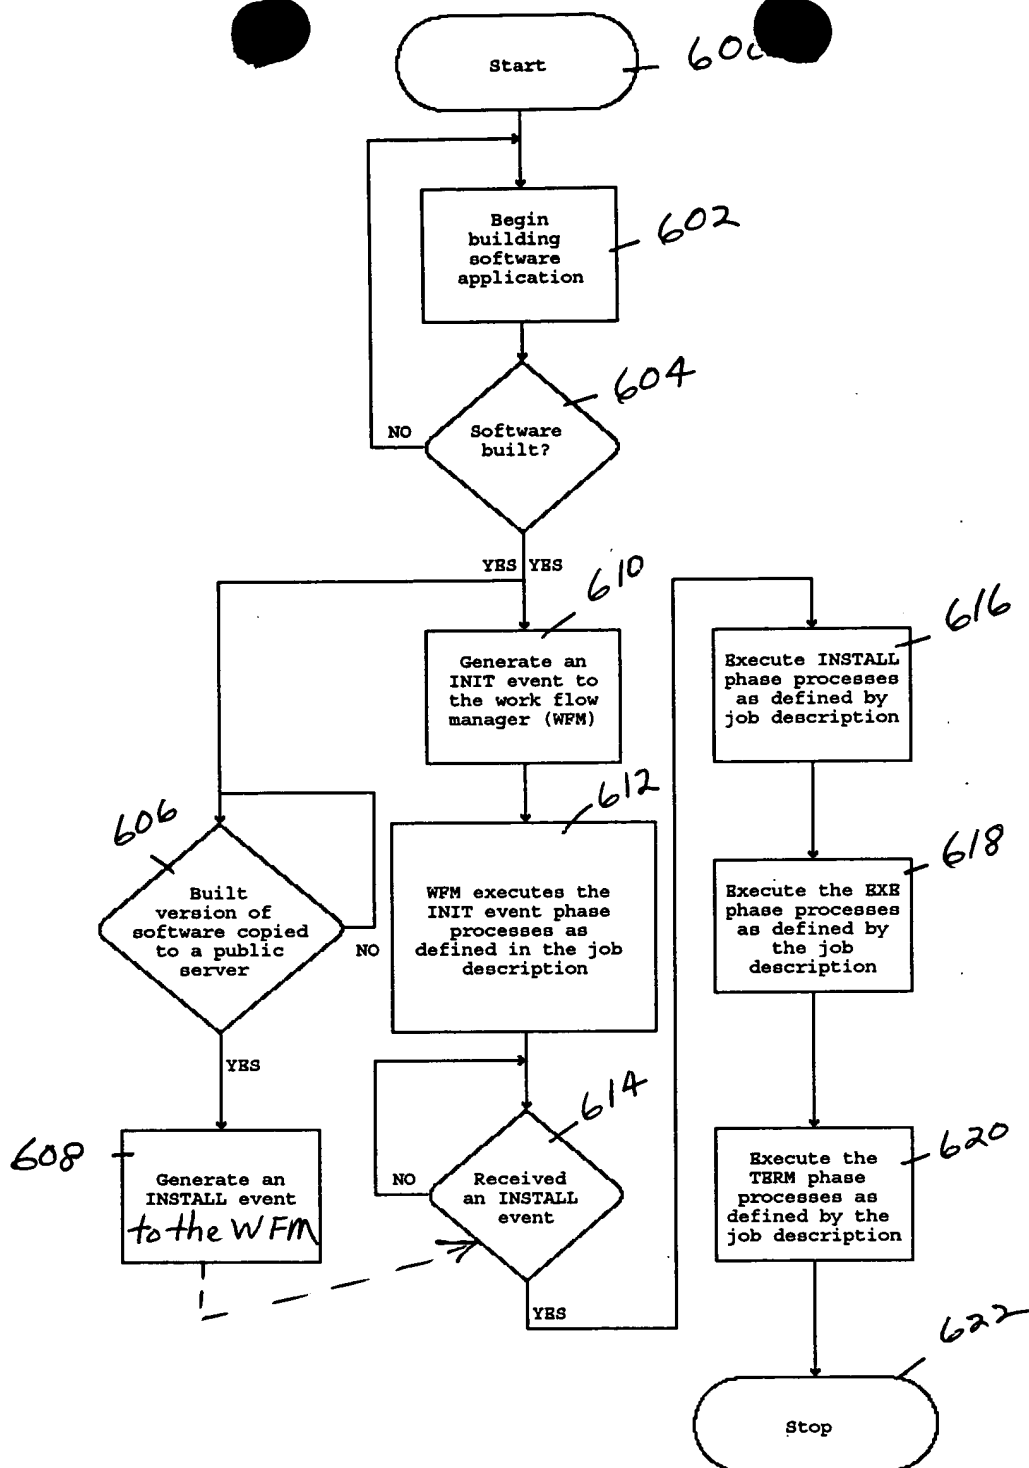 Start
602
Begin
building
software
application
604
Software
built?
NO
YES YES
610
Generate an
INIT event to
the work flow
manager (WFM)
616
Execute INSTALL
phase processes
as defined by
job description
606
Built
version of
software copied
to a public
server
NO
YES
612
WFM executes the
INIT event phase
processes as
defined in the job
description
618
Execute the EXE
phase processes
as defined by
the job
description
608
Generate an
INSTALL event
to the WFM
614
Received
an INSTALL
event
NO
YES
620
Execute the
TERM phase
processes as
defined by the
job description
622
Stop